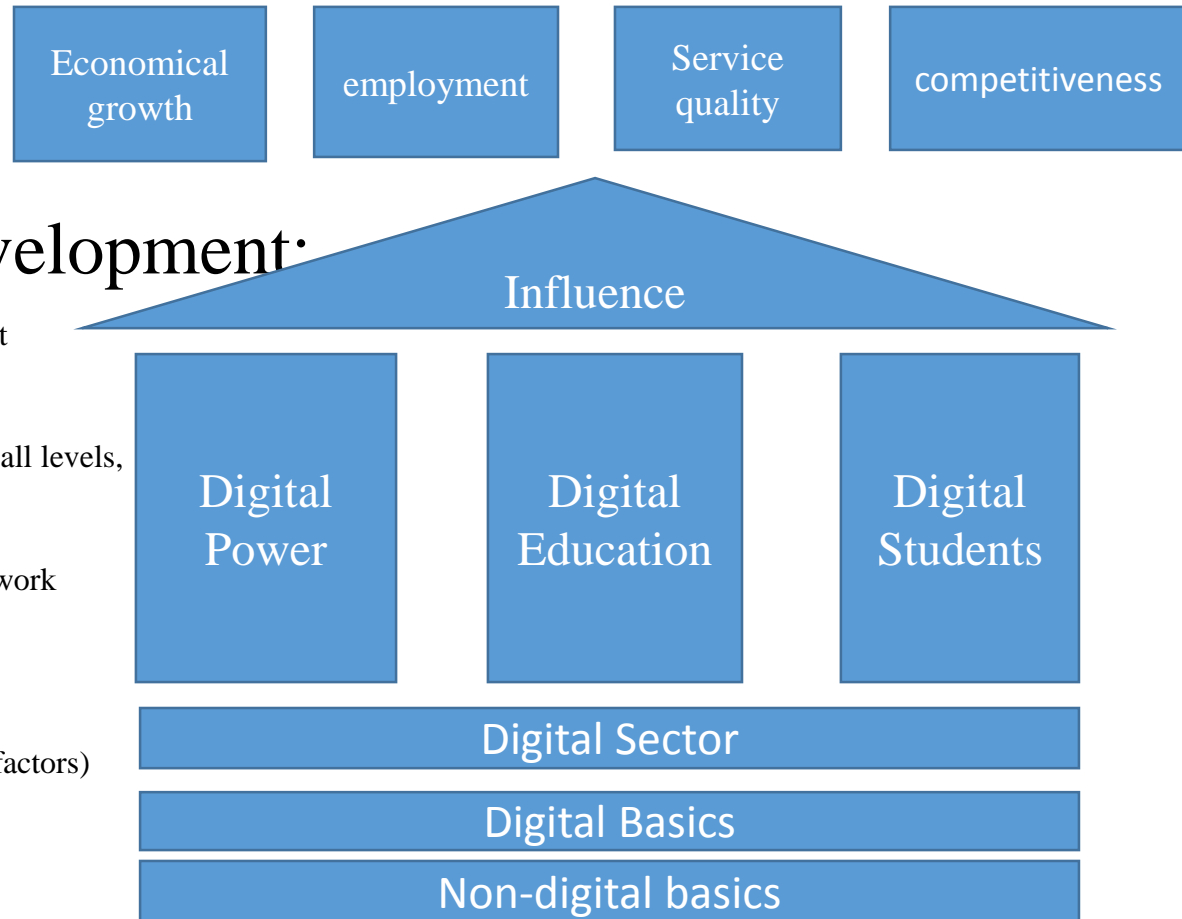 Economical
growth
employment
Service
quality
competitiveness
velopment:
Influence
t
all levels,
work
factors)
Digital
Power
Digital
Education
Digital
Students
Digital Sector
Digital Basics
Non-digital basics